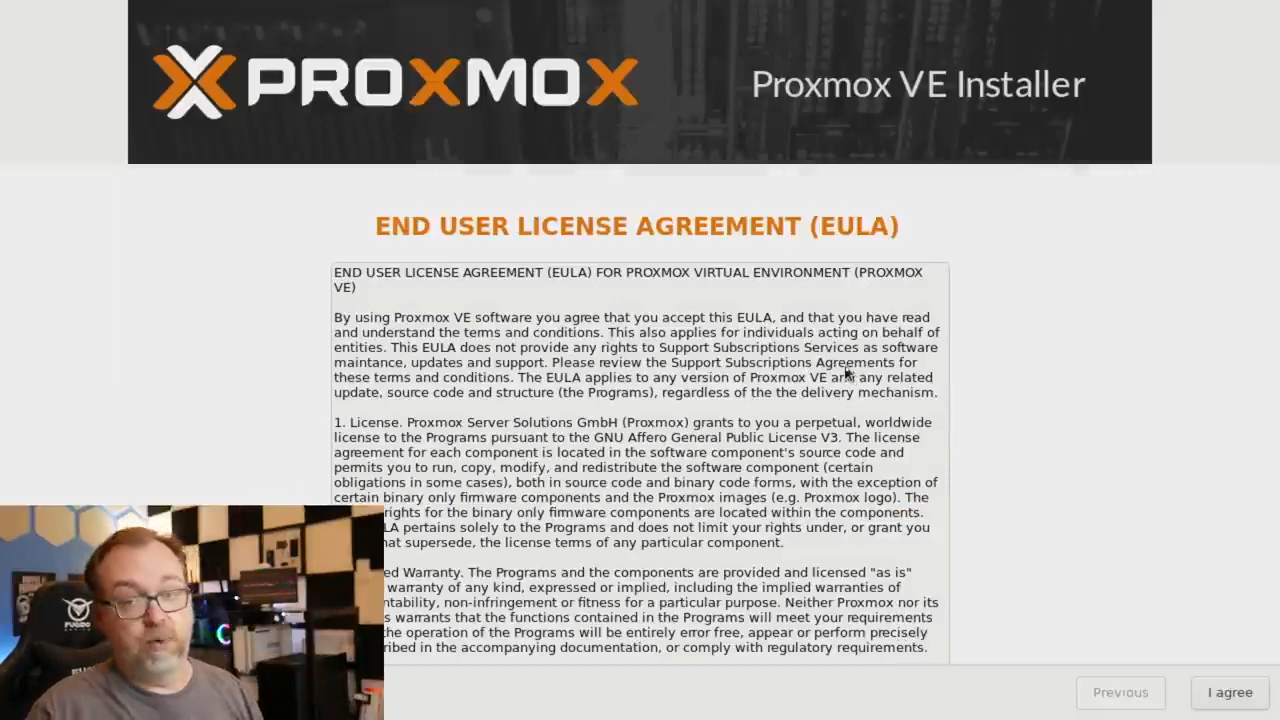 PROXMOX
Proxmox VE Installer
END USER LICENSE AGREEMENT (EULA)
END USER LICENSE AGREEMENT (EULA) FOR PROXMOX VIRTUAL ENVIRONMENT (PROXMOX
VE)
By using Proxmox VE software you agree that you accept this EULA, and that you have read
and understand the terms and conditions. This also applies for individuals acting on behalf of
entities. This EULA does not provide any rights to Support Subscriptions Services as software
maintance, updates and support. Please review the Support Subscriptions Agreements for
these terms and conditions. The EULA applies to any version of Proxmox VE and any related
update, source code and structure (the Programs), regardless of the the delivery mechanism.
1. License. Proxmox Server Solutions GmbH (Proxmox) grants to you a perpetual, worldwide
license to the Programs pursuant to the GNU Affero General Public License V3. The license
agreement for each component is located in the software component's source code and
permits you to run, copy, modify, and redistribute the software component (certain
obligations in some cases), both in source code and binary code forms, with the exception of
certain binary only firmware components and the Proxmox images (e.g. Proxmox logo). The
rights for the binary only firmware components are located within the components.
LA pertains solely to the Programs and does not limit your rights under, or grant you
at supersede, the license terms of any particular component.
ed Warranty. The Programs and the components are provided and licensed "as is"
warranty of any kind, expressed or implied, including the implied warranties of
ntability, non-infringement or fitness for a particular purpose. Neither Proxmox nor its
s warrants that the functions contained in the Programs will meet your requirements
the operation of the Programs will be entirely error free, appear or perform precisely
ribed in the accompanying documentation, or comply with regulatory requirements.
Previous
I agree